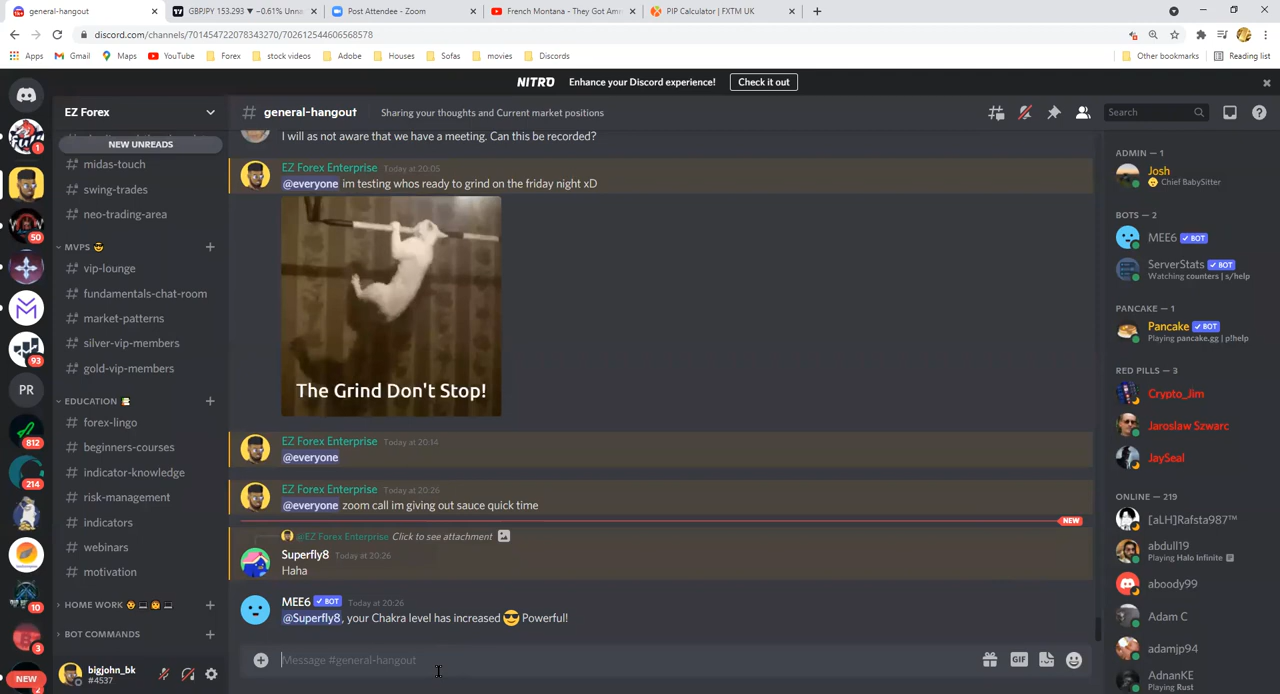 general-hangout
GBPJPY 153.293 ▼ −0.61% Unna
Post Attendee - Zoom
French Montana - They Got Am
PIP Calculator | FXTM UK
discord.com/channels/701454722078343270/702612544606568578
Apps
Gmail
Maps
YouTube
Forex
stock videos
Adobe
Houses
Sofas
movies
Discords
Other bookmarks
Reading list
NITRO Enhance your Discord experience! Check it out
EZ Forex
# general-hangout Sharing your thoughts and Current market positions
Search
NEW UNREADS
# midas-touch
# swing-trades
# neo-trading-area
MVPS 😎
# vip-lounge
# fundamentals-chat-room
# market-patterns
# silver-vip-members
# gold-vip-members
EDUCATION
# forex-lingo
# beginners-courses
# indicator-knowledge
# risk-management
# indicators
# webinars
# motivation
HOME WORK
BOT COMMANDS
bigjohn_bk
#4537
1
50
93
PR
812
214
10
3
NEW
I will as not aware that we have a meeting. Can this be recorded?
EZ Forex Enterprise Today at 20:05
@everyone im testing whos ready to grind on the friday night xD
The Grind Don't Stop!
EZ Forex Enterprise Today at 20:14
@everyone
EZ Forex Enterprise Today at 20:26
@everyone zoom call im giving out sauce quick time
NEW
@EZ Forex Enterprise Click to see attachment
Superfly8 Today at 20:26
Haha
MEE6 ✓ BOT Today at 20:26
@Superfly8, your Chakra level has increased 😎 Powerful!
Message #general-hangout
GIF
ADMIN — 1
Josh
Chief BabySitter
BOTS — 2
MEE6 ✓ BOT
ServerStats ✓ BOT
Watching counters | s/help
PANCAKE — 1
Pancake ✓ BOT
Playing pancake.gg | p!help
RED PILLS — 3
Crypto_Jim
Jaroslaw Szwarc
JaySeal
ONLINE — 219
[aLH]Rafsta987™
abdull19
Playing Halo Infinite
aboody99
Adam C
adamjp94
AdnanKE
Playing Rust